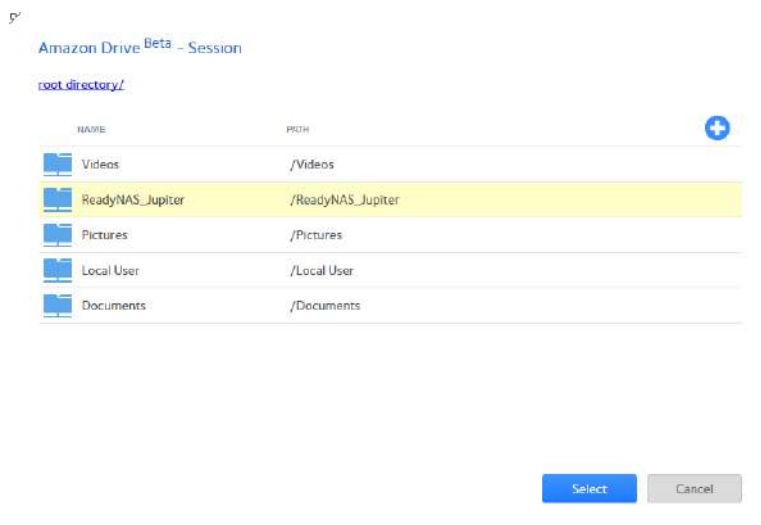 Amazon Drive Beta - Session
root directory/
NAME PATH
Videos /Videos
ReadyNAS_Jupiter /ReadyNAS_Jupiter
Pictures /Pictures
Local User /Local User
Documents /Documents
Select Cancel